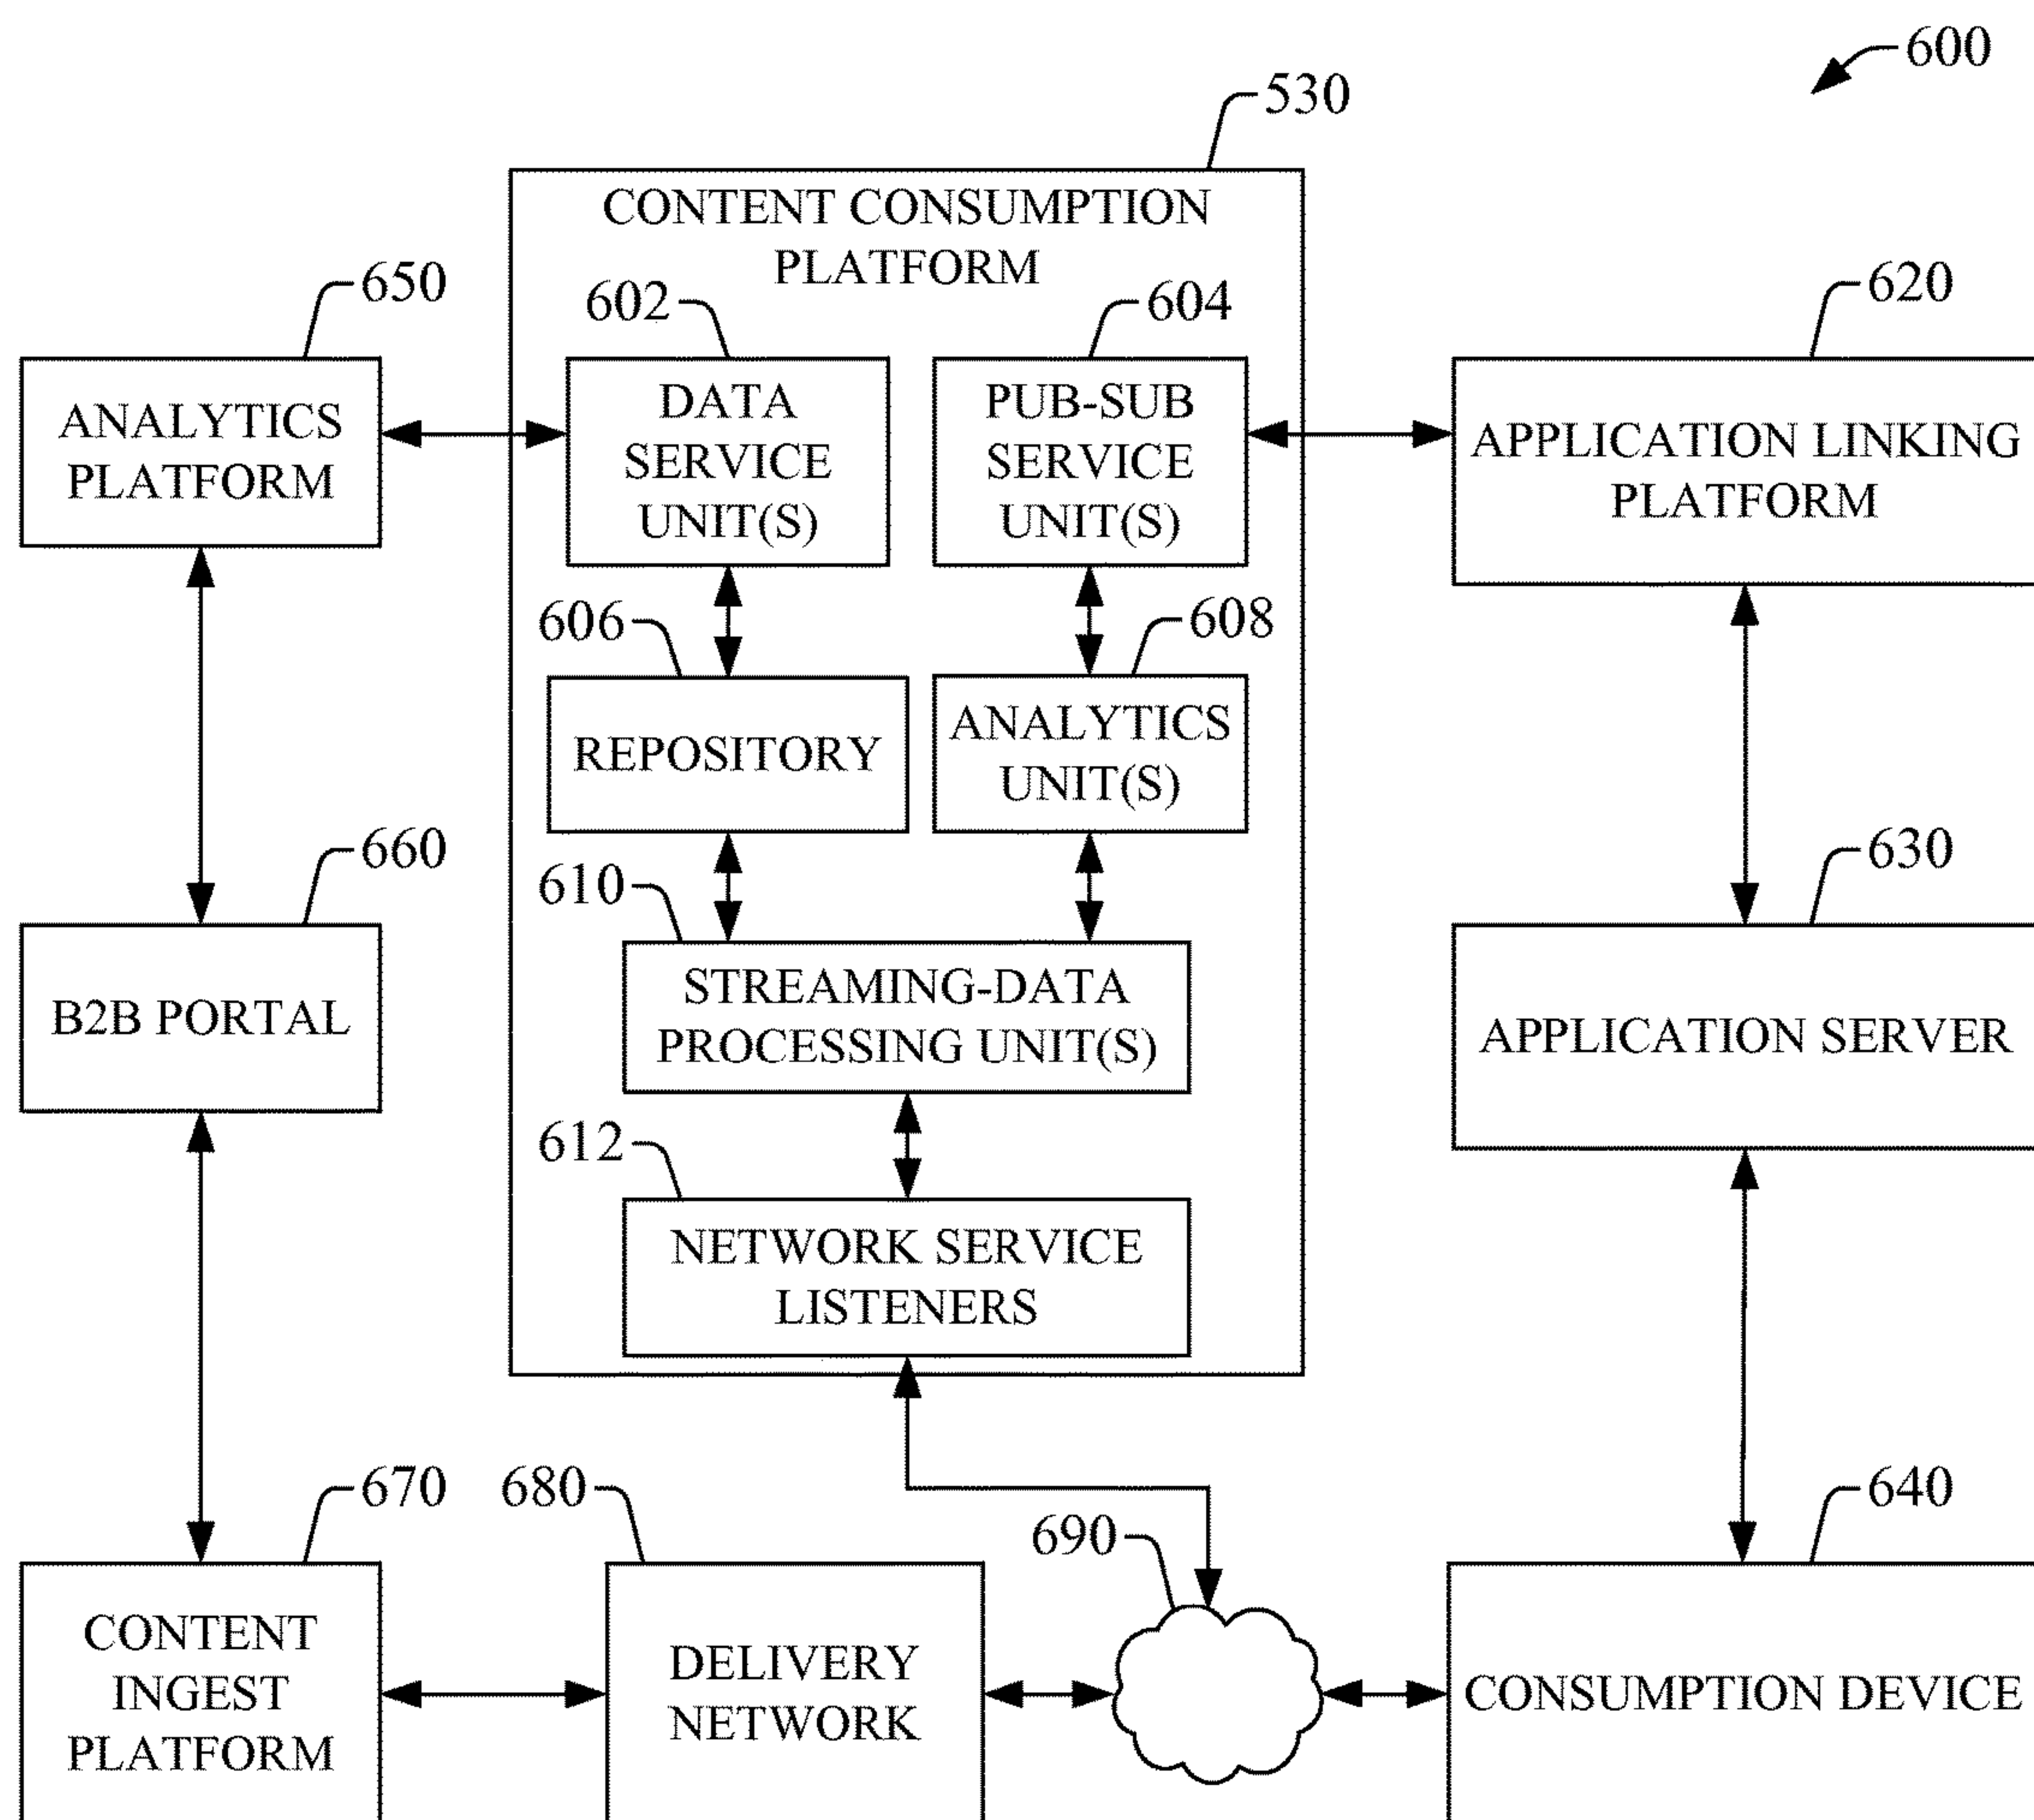 600
530
CONTENT CONSUMPTION
PLATFORM
650
602
604
620
ANALYTICS
PLATFORM
DATA
SERVICE
UNIT(S)
PUB-SUB
SERVICE
UNIT(S)
APPLICATION LINKING
PLATFORM
606
608
REPOSITORY
ANALYTICS
UNIT(S)
660
610
630
B2B PORTAL
STREAMING-DATA
PROCESSING UNIT(S)
APPLICATION SERVER
612
NETWORK SERVICE
LISTENERS
670
680
690
640
CONTENT
INGEST
PLATFORM
DELIVERY
NETWORK
CONSUMPTION DEVICE